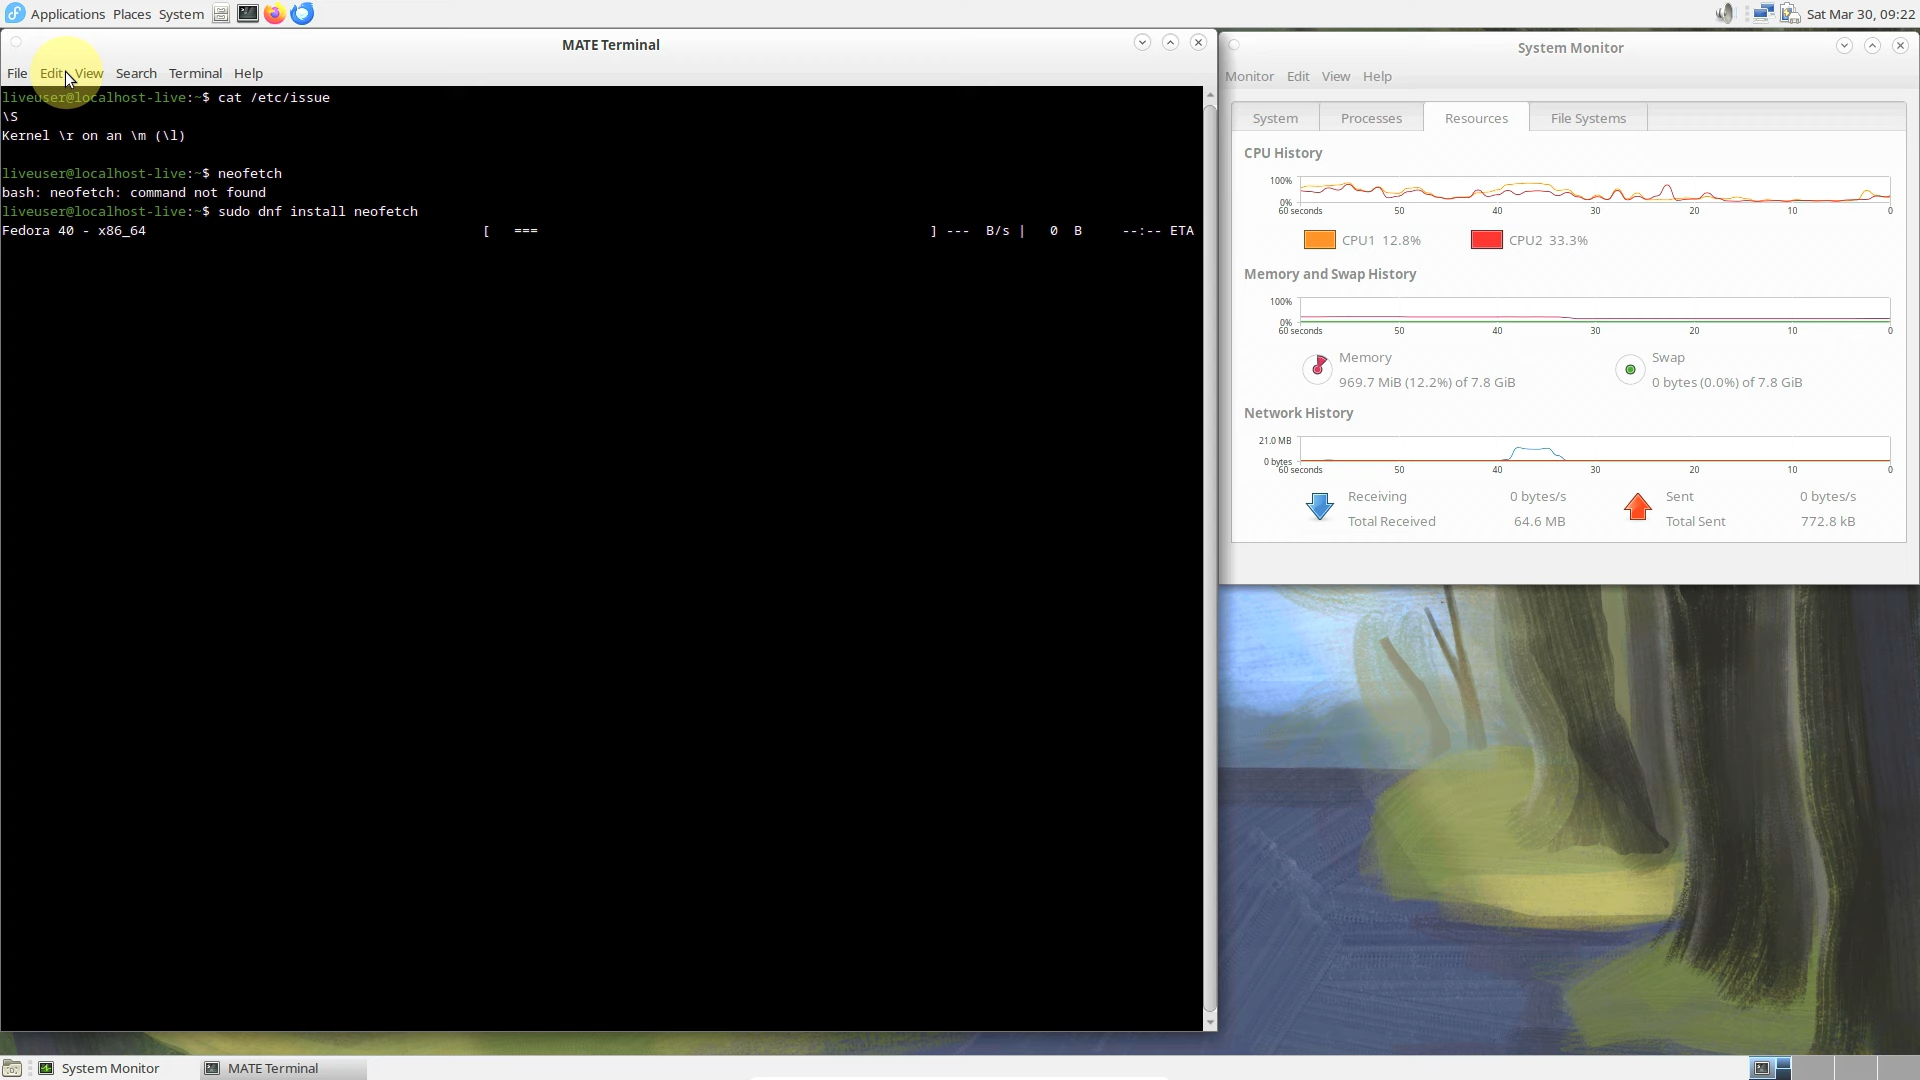 Applications Places System Sat Mar 30, 09:22
MATE Terminal
File Edit View Search Terminal Help
liveuser@localhost-live:~$ cat /etc/issue
\S
Kernel \r on an \m (\l)
liveuser@localhost-live:~$ neofetch
bash: neofetch: command not found
liveuser@localhost-live:~$ sudo dnf install neofetch
Fedora 40 - x86_64 [ === ] --- B/s | 0 B --:-- ETA
System Monitor
Monitor Edit View Help
System Processes Resources File Systems
CPU History
100%
0%
60 seconds 50 40 30 20 10 0
CPU1 12.8% CPU2 33.3%
Memory and Swap History
100%
0%
60 seconds 50 40 30 20 10 0
Memory Swap
969.7 MiB (12.2%) of 7.8 GiB 0 bytes (0.0%) of 7.8 GiB
Network History
21.0 MB
0 bytes
60 seconds 50 40 30 20 10 0
Receiving 0 bytes/s Sent 0 bytes/s
Total Received 64.6 MB Total Sent 772.8 kB
System Monitor MATE Terminal